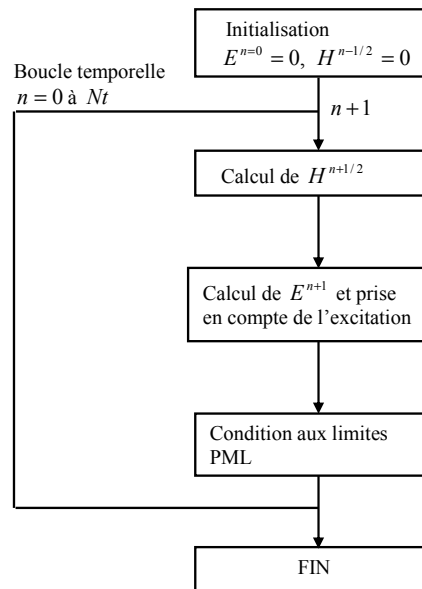 Initialisation
E^{n=0} = 0, H^{n-1/2} = 0
Boucle temporelle
n = 0 à Nt
n+1
Calcul de H^{n+1/2}
Calcul de E^{n+1} et prise
en compte de l'excitation
Condition aux limites
PML
FIN